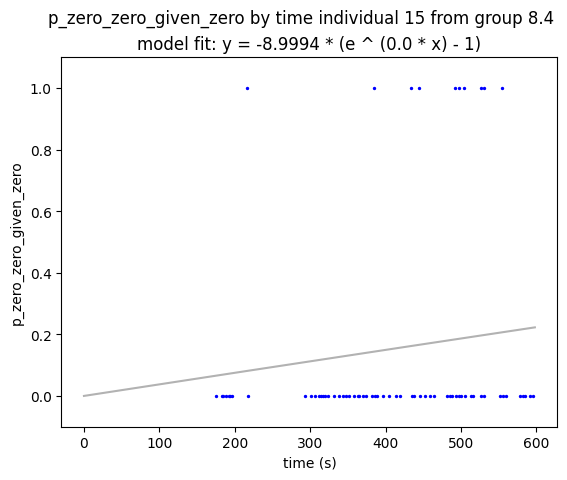 p_zero_zero_given_zero by time individual 15 from group 8.4
model fit: y = -8.9994 * (e ^ (0.0 * x) - 1)
1.0
0.8
0.6
0.4
0.2
0.0
p_zero_zero_given_zero
0 100 200 300 400 500 600
time (s)